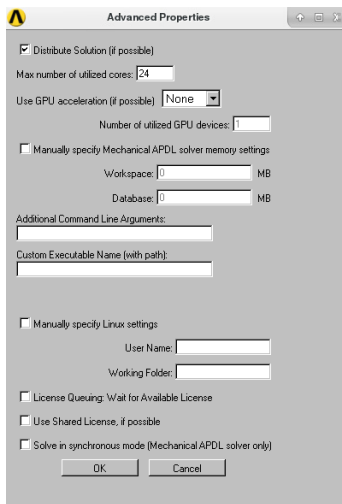 Advanced Properties
Distribute Solution (if possible)
Max number of utilized cores: 24
Use GPU acceleration (if possible) None
Number of utilized GPU devices: 1
Manually specify Mechanical APDL solver memory settings
Workspace: 0 MB
Database: 0 MB
Additional Command Line Arguments:
Custom Executable Name (with path):
Manually specify Linux settings
User Name:
Working Folder:
License Queuing: Wait for Available License
Use Shared License, if possible
Solve in synchronous mode (Mechanical APDL solver only)
OK Cancel